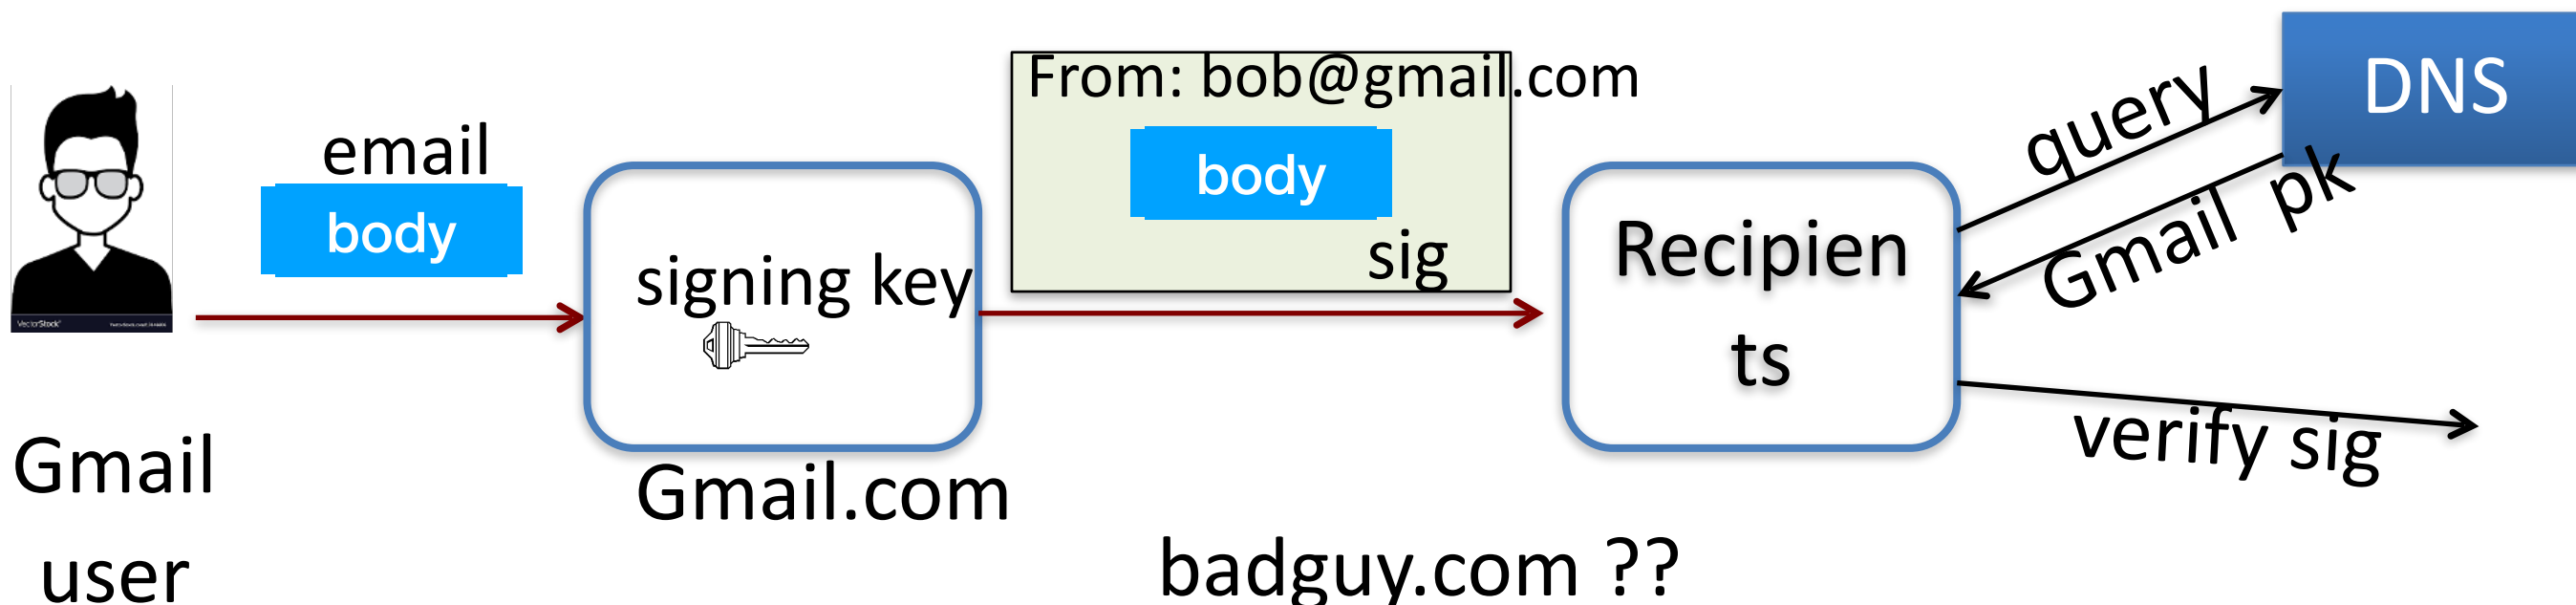 email
body
Gmail
user
signing key
Gmail.com
From: bob@gmail.com
body
sig
badguy.com ??
Recipien
ts
query
Gmail pk
DNS
verify sig
VectorStock